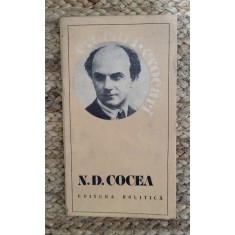 N.D. COCEA
EDITURA POLITICĂ